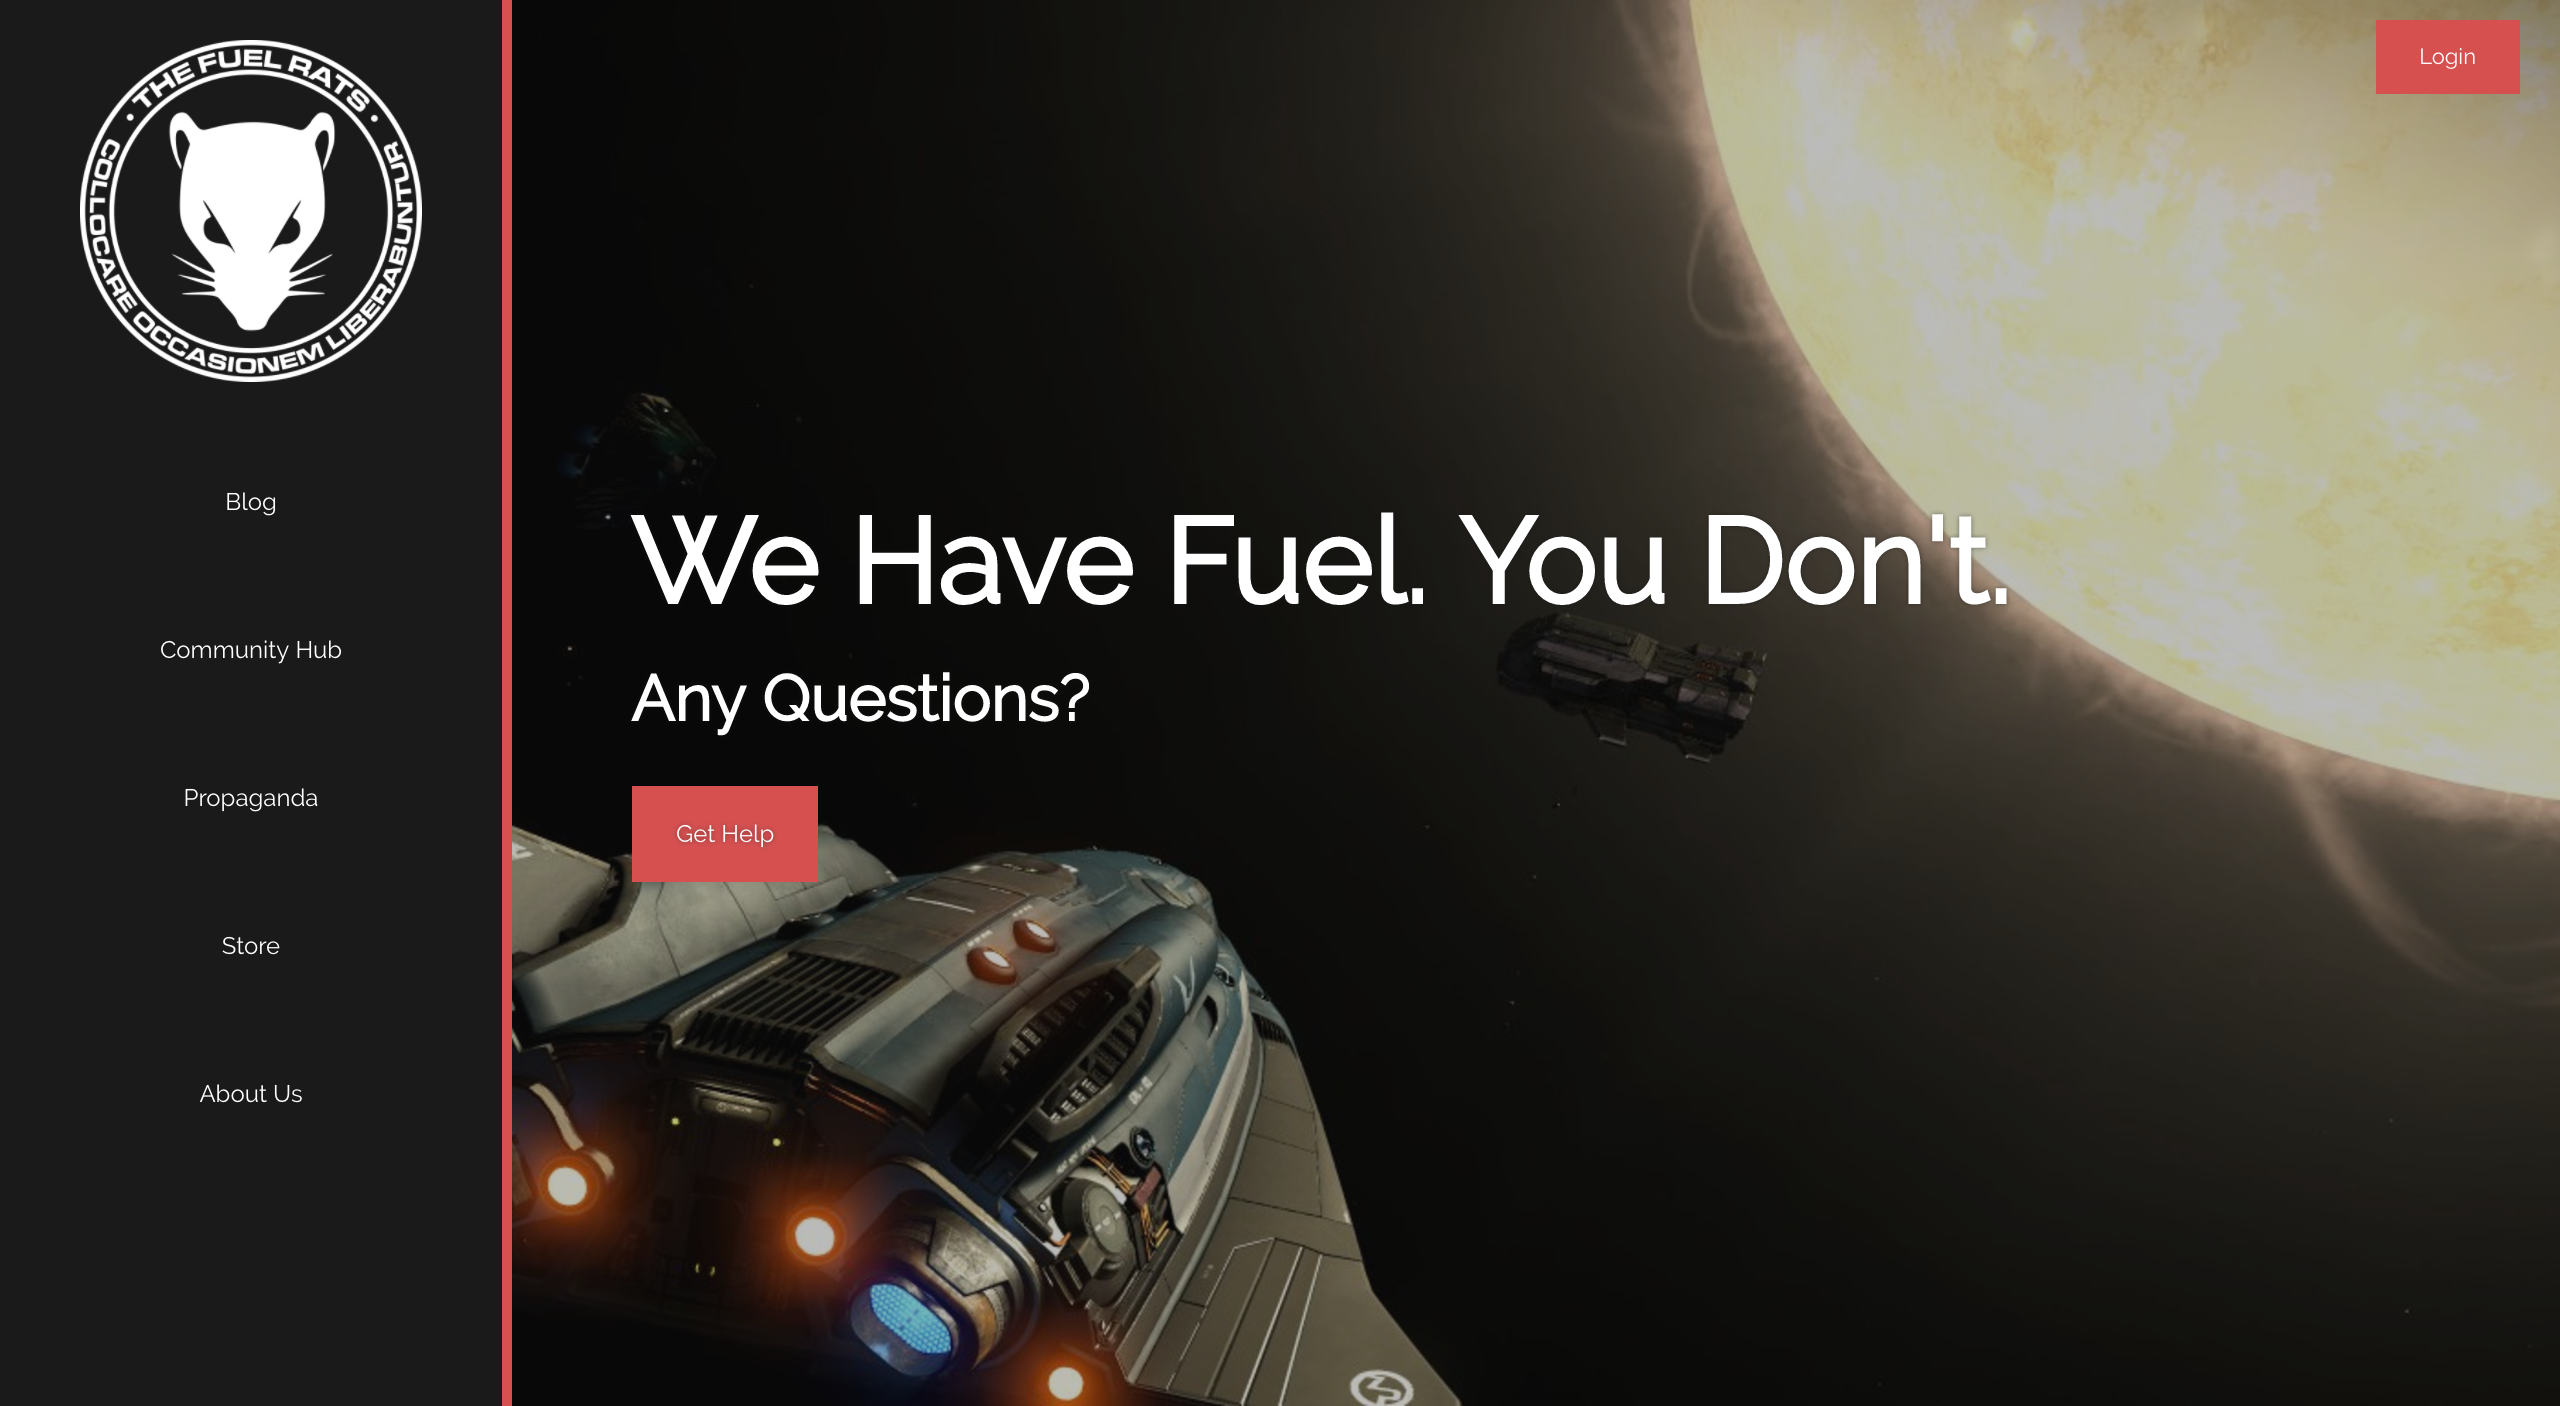 THE FUEL RATS
COLLOCARE OCCASIONEM LIBERABUNTUR
Blog
Community Hub
Propaganda
Store
About Us
Login
We Have Fuel. You Don't.
Any Questions?
Get Help